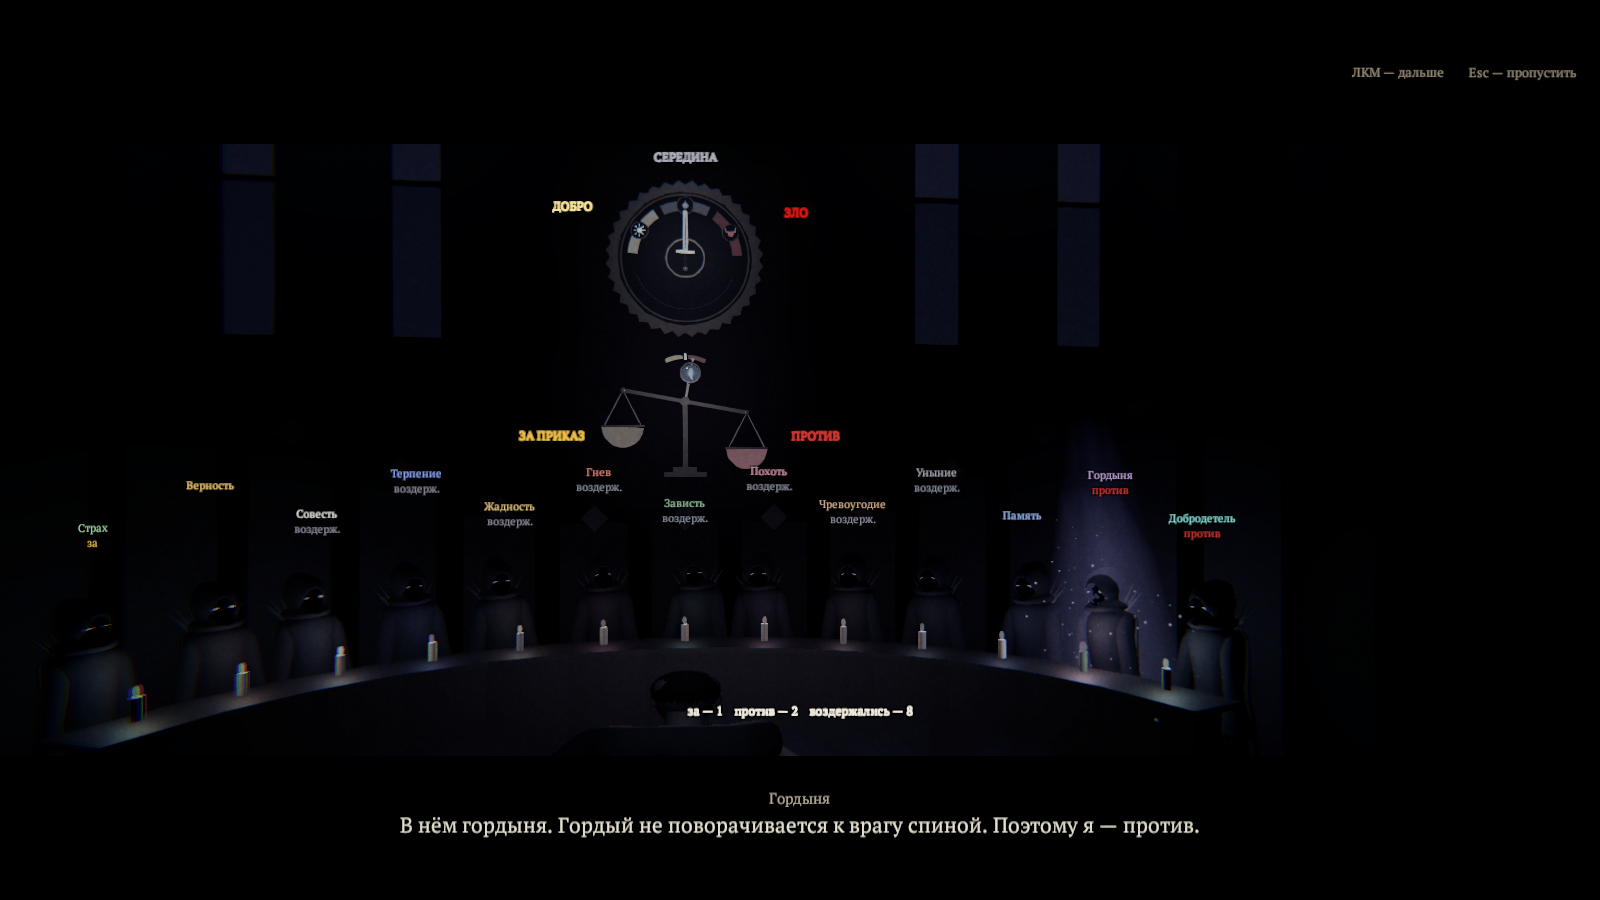 ЛКМ — дальше Esc — пропустить
СЕРЕДИНА
ДОБРО
ЗЛО
ЗА ПРИКАЗ
ПРОТИВ
Страх
за
Верность
Совесть
воздерж.
Терпение
воздерж.
Жадность
воздерж.
Гнев
воздерж.
Зависть
воздерж.
Похоть
воздерж.
Чревоугодие
воздерж.
Уныние
воздерж.
Память
Гордыня
против
Добродетель
против
за — 1 против — 2 воздержались — 8
Гордыня
В нём гордыня. Гордый не поворачивается к врагу спиной. Поэтому я — против.